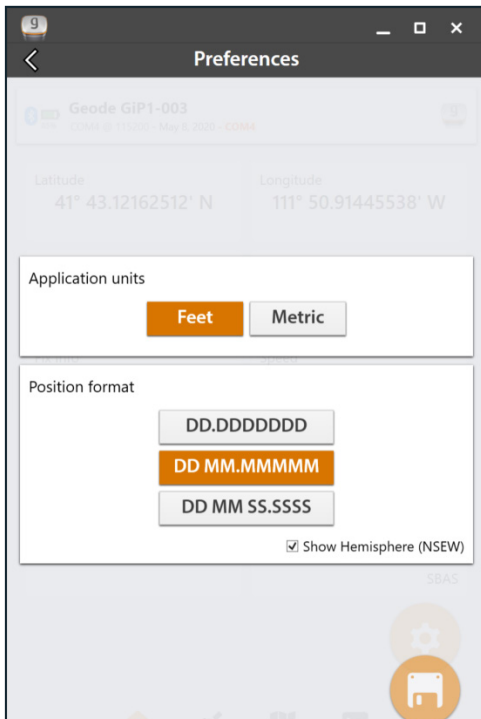 9
Preferences
Geode GiP1-003
Latitude
Longitude
41° 43.12162512' N
111° 50.91445538' W
Application units
Feet
Metric
Position format
DD.DDDDDDD
DD MM.MMMMM
DD MM SS.SSSS
Show Hemisphere (NSEW)
SBAS